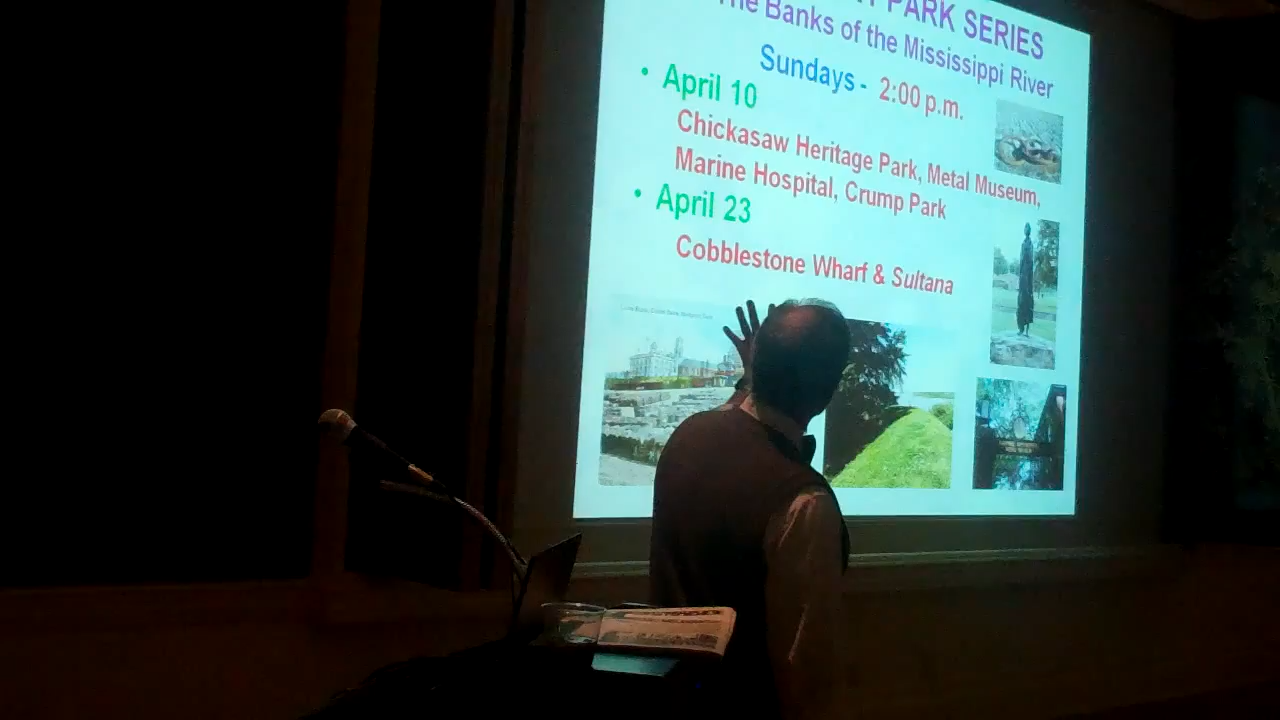 PARK SERIES
The Banks of the Mississippi River
Sundays - 2:00 p.m.
• April 10
Chickasaw Heritage Park, Metal Museum,
Marine Hospital, Crump Park
• April 23
Cobblestone Wharf & Sultana